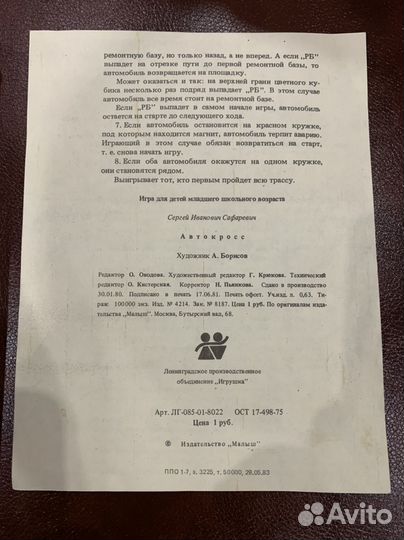 ремонтную базу, но только назад, а не вперед. А если „РБ"
выпадет на отрезке пути до первой ремонтной базы, то
автомобиль возвращается на площадку.
Может оказаться и так: на верхней грани цветного ку-
бика несколько раз подряд выпадает „РБ". В этом случае
автомобиль все время стоит на ремонтной базе.
Если „РБ" выпадет в самом начале игры, автомобиль
остается на старте до следующего хода.
7. Если автомобиль остановится на красном кружке,
под которым находится магнит, автомобиль терпит аварию.
Играющий в этом случае обязан возвратиться на старт,
т. е. снова начать игру.
8. Если оба автомобиля окажутся на одном кружке,
они становятся рядом.
Выигрывает тот, кто первым пройдет всю трассу.
Игра для детей младшего школьного возраста
Сергей Иванович Сафаревич
Автокросс
Художник А. Борисов
Редактор О. Оводова. Художественный редактор Г. Крюкова. Технический
редактор О. Кистерская. Корректор Н. Пьянкова. Сдано в производство
30.01.80. Подписано в печать 17.06.81. Печать офсет. Уч.изд. л. 0,63. Ти-
раж 100000 экз. Изд. № 4214. Зак. № 8187. Цена 1 руб. По оригиналам изда-
тельства „Малыш". Москва, Бутырский вал, 68.
Ленинградское производственное
объединение „Игрушка"
Арт. ЛГ-085-01-8022 ОСТ 17-498-75
Цена 1 руб.
© Издательство „Малыш"
ППО 1-7, з. 3225, т. 50000, 29.05.83
Avito